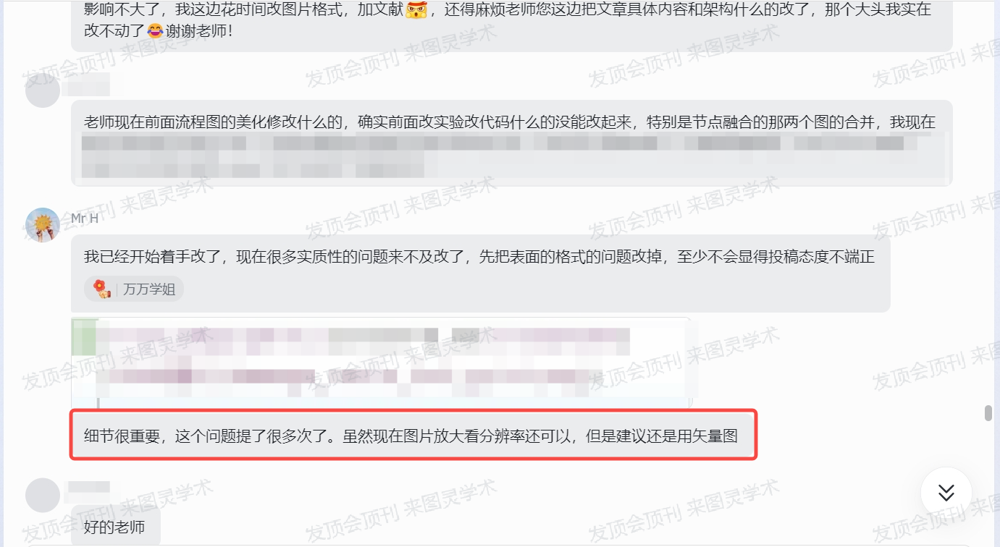 影响不大了，我这边花时间改图片格式，加文献，还得麻烦老师您这边把文章具体内容和架构什么的改了，那个大头我实在
改不动了😂谢谢老师！
老师现在前面流程图的美化修改什么的，确实前面改实验改代码什么的没能改起来，特别是节点融合的那两个图的合并，我现在
Mr H
我已经开始着手改了，现在很多实质性的问题来不及改了，先把表面的格式的问题改掉，至少不会显得投稿态度不端正
万万学姐
细节很重要，这个问题提了很多次了。虽然现在图片放大看分辨率还可以，但是建议还是用矢量图
好的老师
发顶会顶刊 来图灵学术